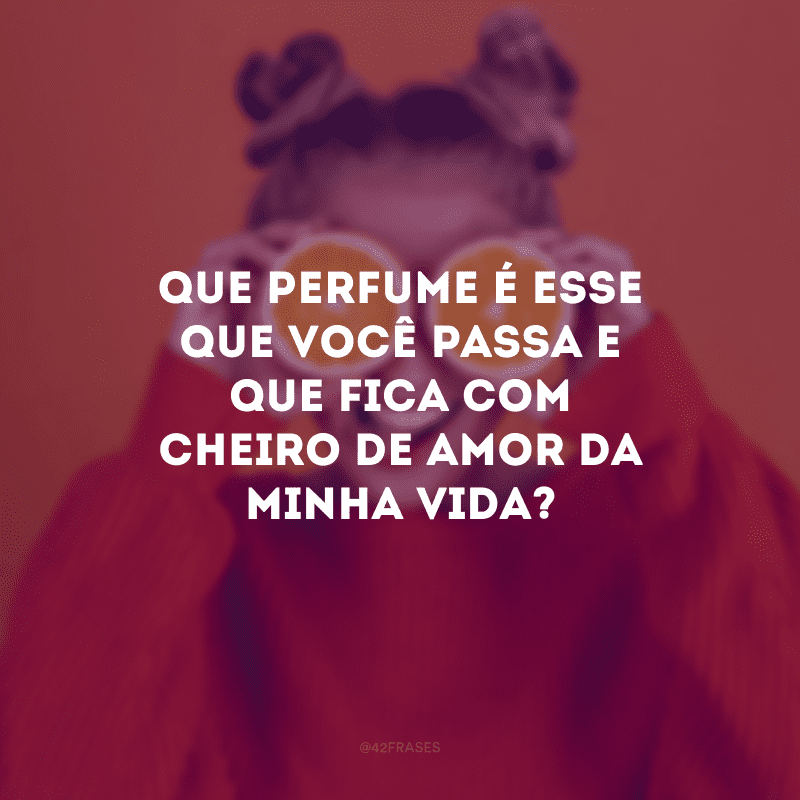 QUE PERFUME É ESSE
QUE VOCÊ PASSA E
QUE FICA COM
CHEIRO DE AMOR DA
MINHA VIDA?
@42FRASES